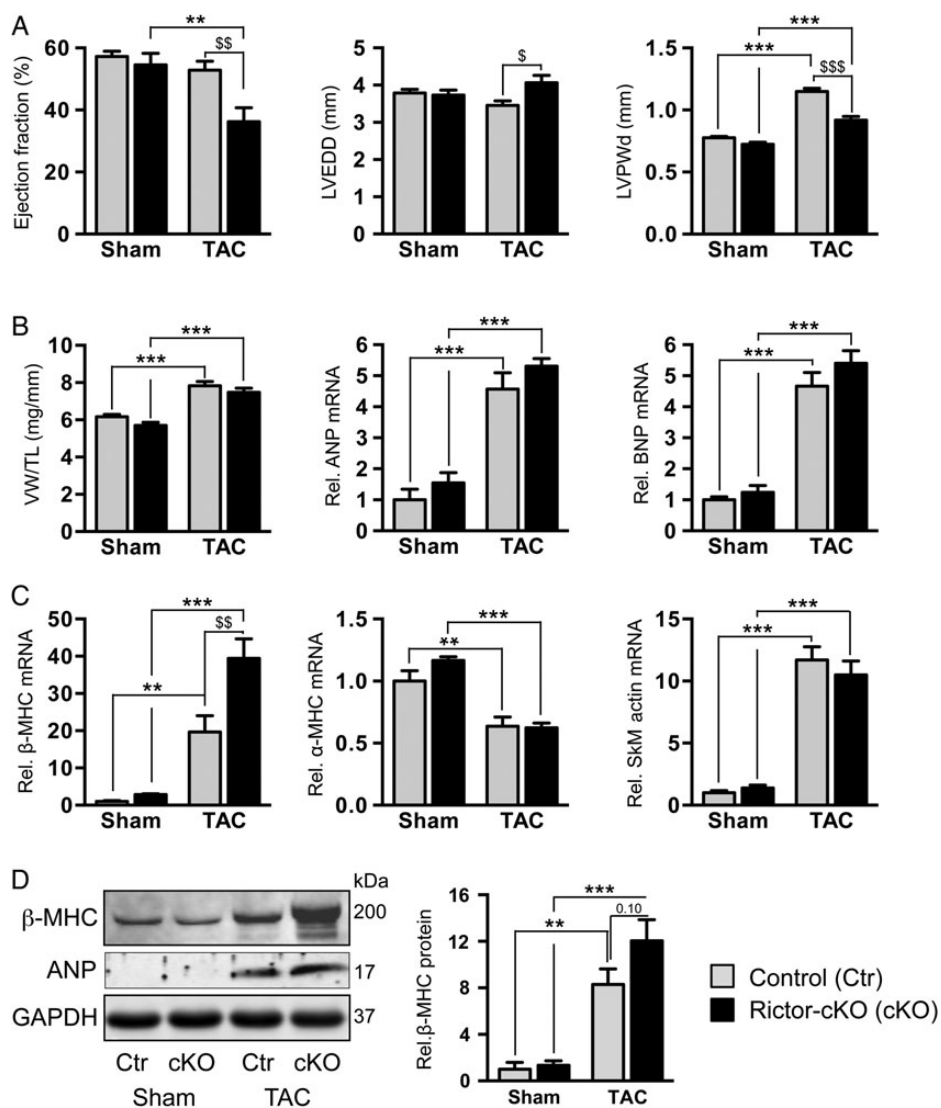 A
Ejection fraction (%)
60
40
20
0
**
$$
Sham
TAC
LVEDD (mm)
5
4
3
2
1
0
$
Sham
TAC
LVPWd (mm)
1.5
1.0
0.5
0.0
***
***
$$$
Sham
TAC
B
VW/TL (mg/mm)
10
8
6
4
2
0
***
***
Sham
TAC
Rel. ANP mRNA
6
5
4
3
2
1
0
***
***
Sham
TAC
Rel. BNP mRNA
6
5
4
3
2
1
0
***
***
Sham
TAC
C
Rel. β-MHC mRNA
50
40
30
20
10
0
***
$$
**
Sham
TAC
Rel. α-MHC mRNA
1.5
1.0
0.5
0.0
***
**
Sham
TAC
Rel. SkM actin mRNA
15
10
5
0
***
***
Sham
TAC
D
kDa
β-MHC
200
ANP
17
GAPDH
37
Ctr cKO Ctr cKO
Sham TAC
Rel.β-MHC protein
16
12
8
4
0
***
0.10
**
Sham
TAC
Control (Ctr)
Rictor-cKO (cKO)